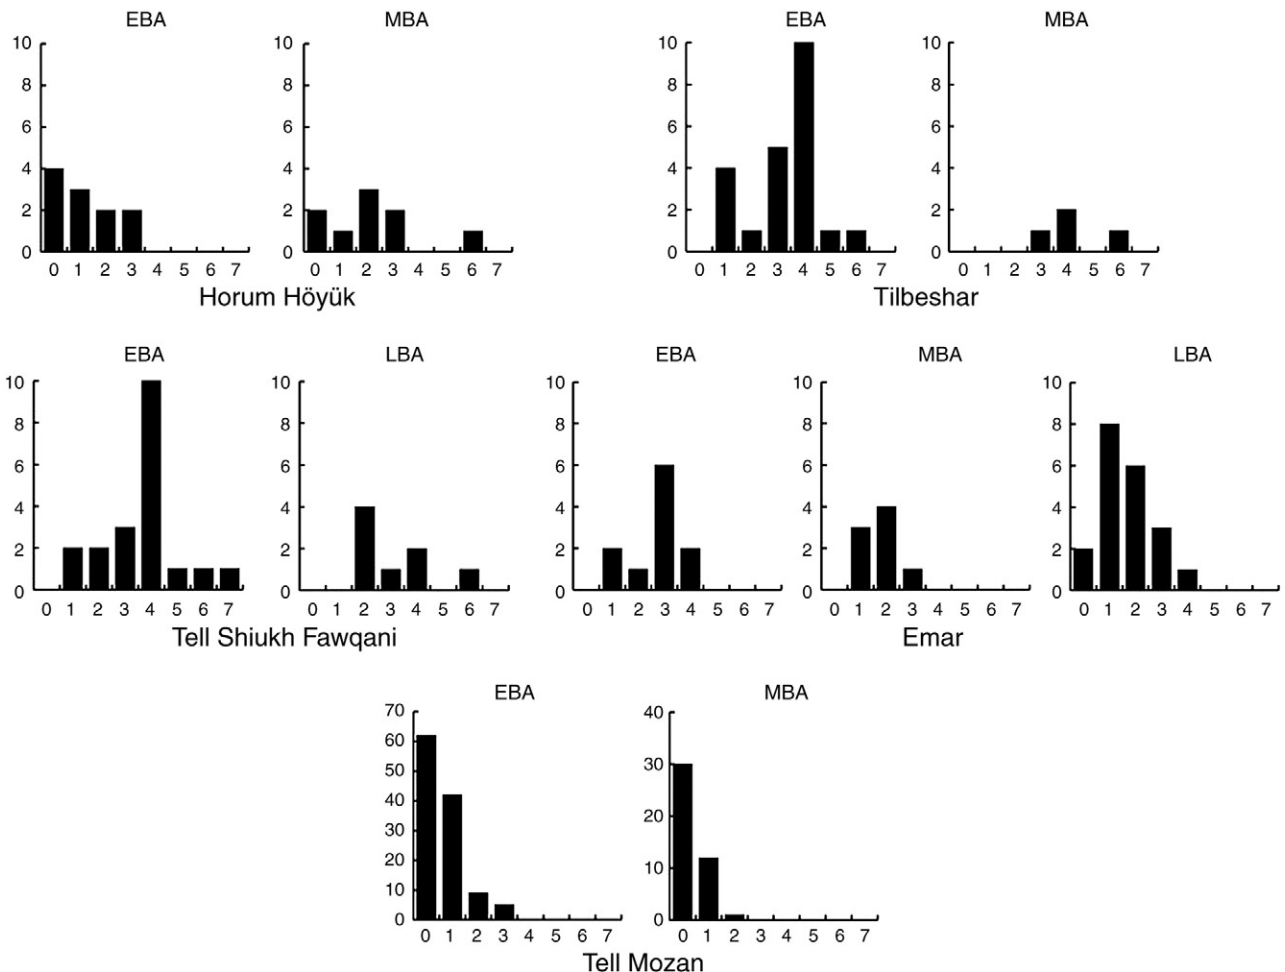 EBA MBA EBA MBA
10 10 10 10
8 8 8 8
6 6 6 6
4 4 4 4
2 2 2 2
0 0 0 0
0 1 2 3 4 5 6 7 0 1 2 3 4 5 6 7 0 1 2 3 4 5 6 7 0 1 2 3 4 5 6 7
Horum Höyük Tilbeshar
EBA LBA EBA MBA LBA
10 10 10 10 10
8 8 8 8 8
6 6 6 6 6
4 4 4 4 4
2 2 2 2 2
0 0 0 0 0
0 1 2 3 4 5 6 7 0 1 2 3 4 5 6 7 0 1 2 3 4 5 6 7 0 1 2 3 4 5 6 7 0 1 2 3 4 5 6 7
Tell Shiukh Fawqani Emar
EBA MBA
70 40
60
50 30
40
30 20
20 10
10
0 0
0 1 2 3 4 5 6 7 0 1 2 3 4 5 6 7
Tell Mozan